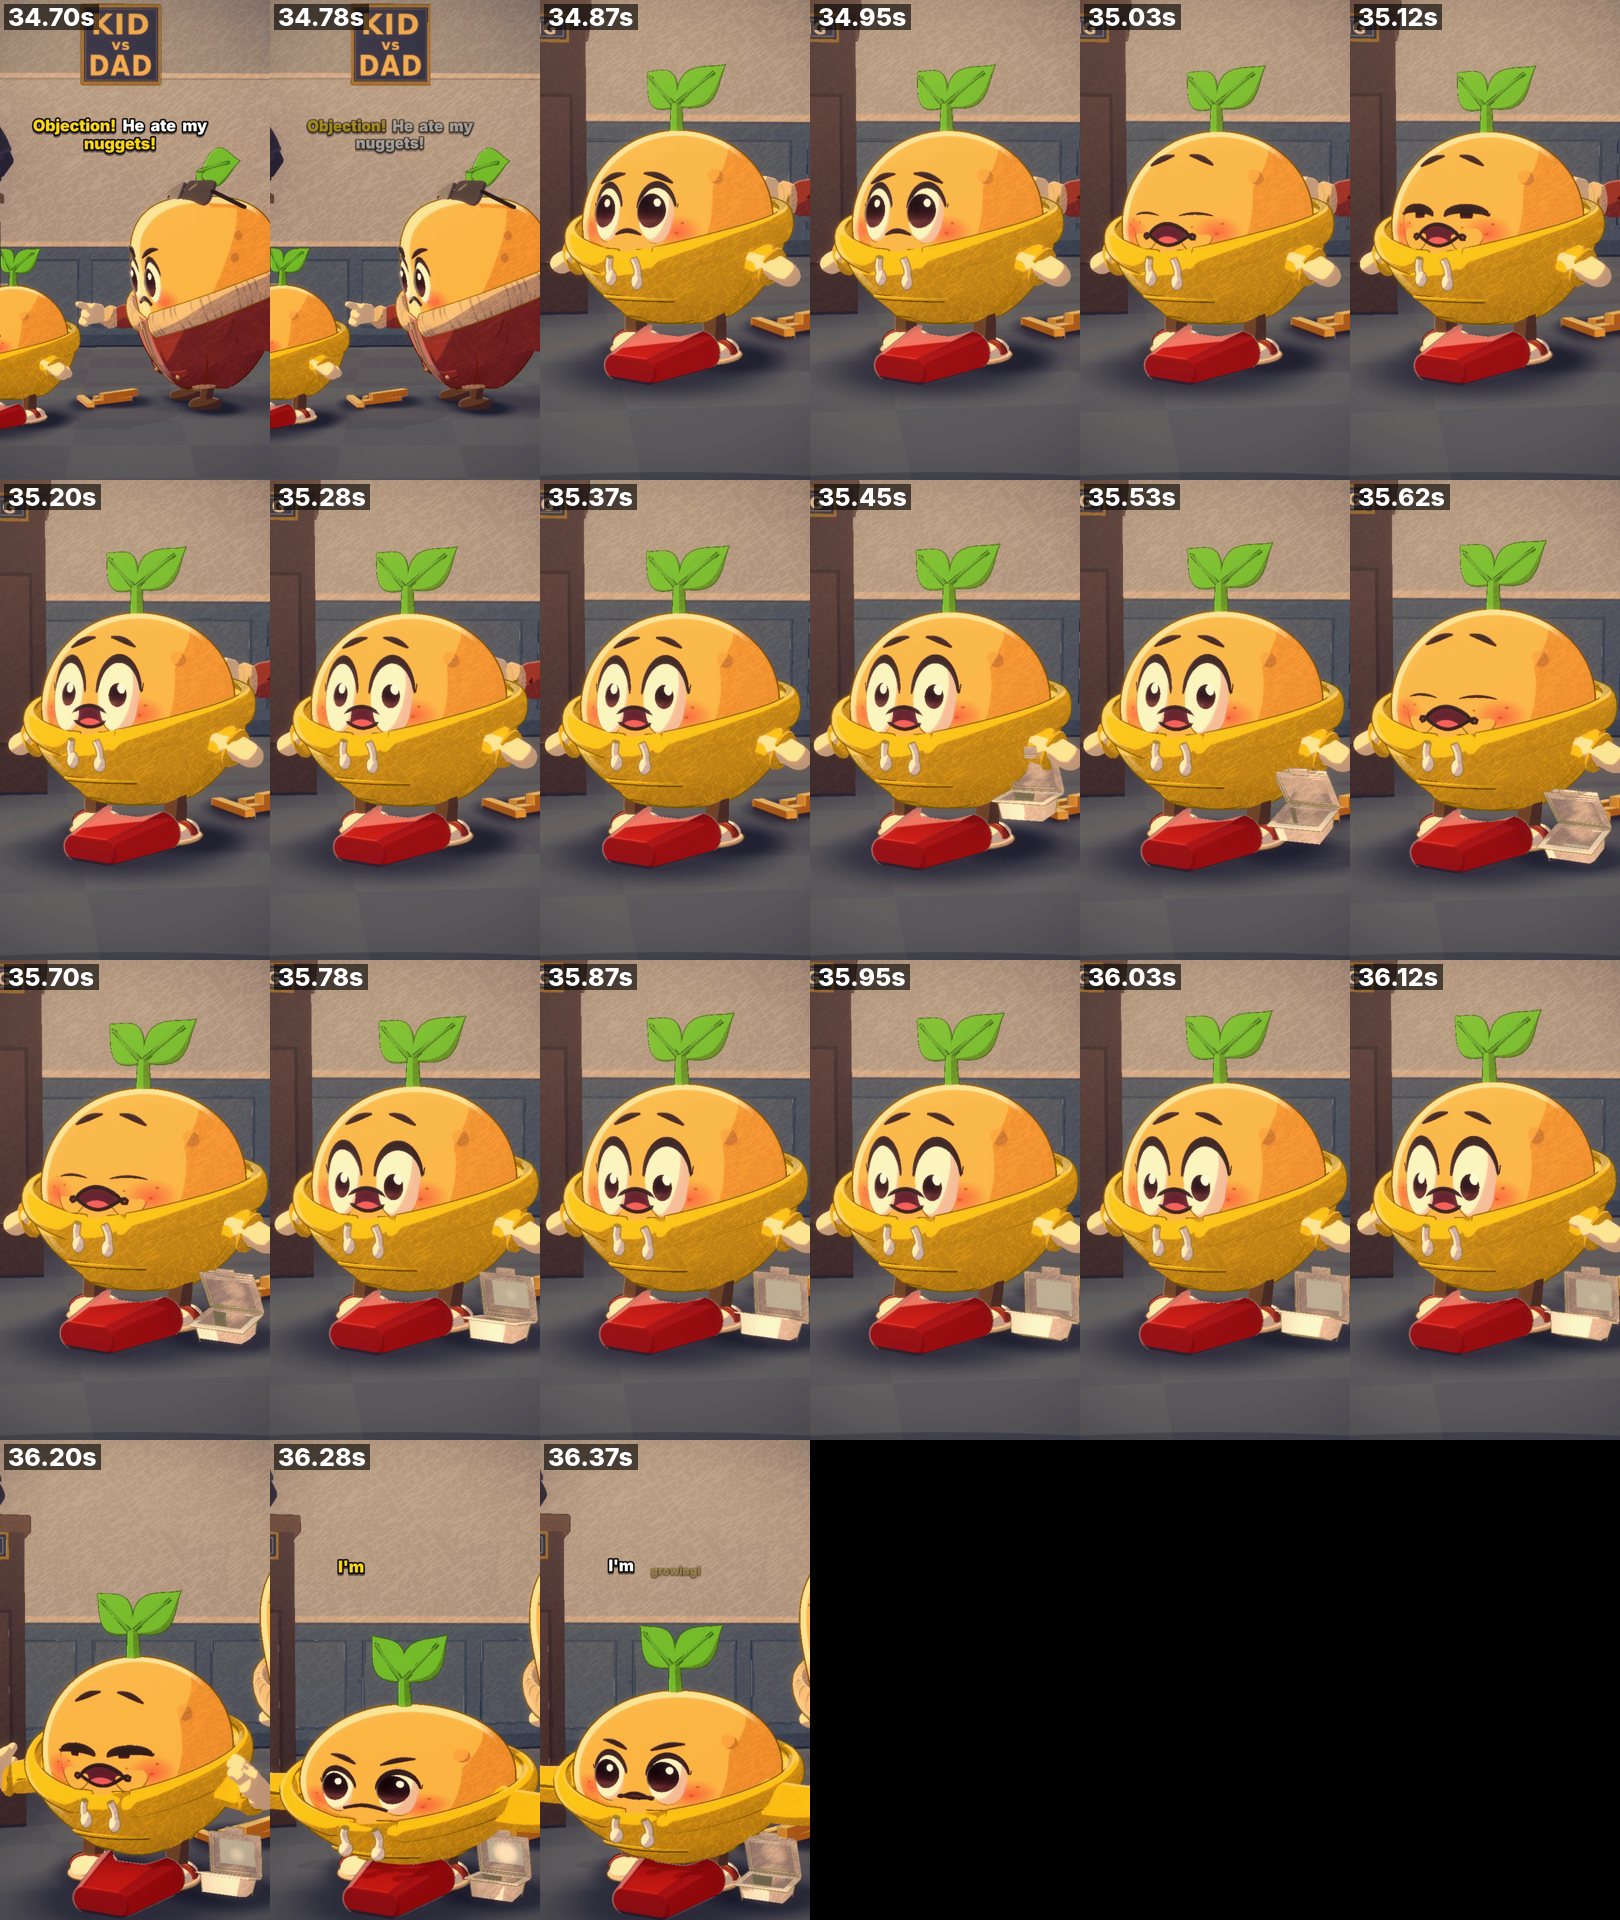 34.70s
34.78s
34.87s
34.95s
35.03s
35.12s
KID
vs
DAD
Objection! He ate my
nuggets!
KID
vs
DAD
Objection! He ate my
nuggets!
G
G
G
G
35.20s
35.28s
35.37s
35.45s
35.53s
35.62s
35.70s
35.78s
35.87s
35.95s
36.03s
36.12s
36.20s
36.28s
36.37s
I'm
I'm growing!